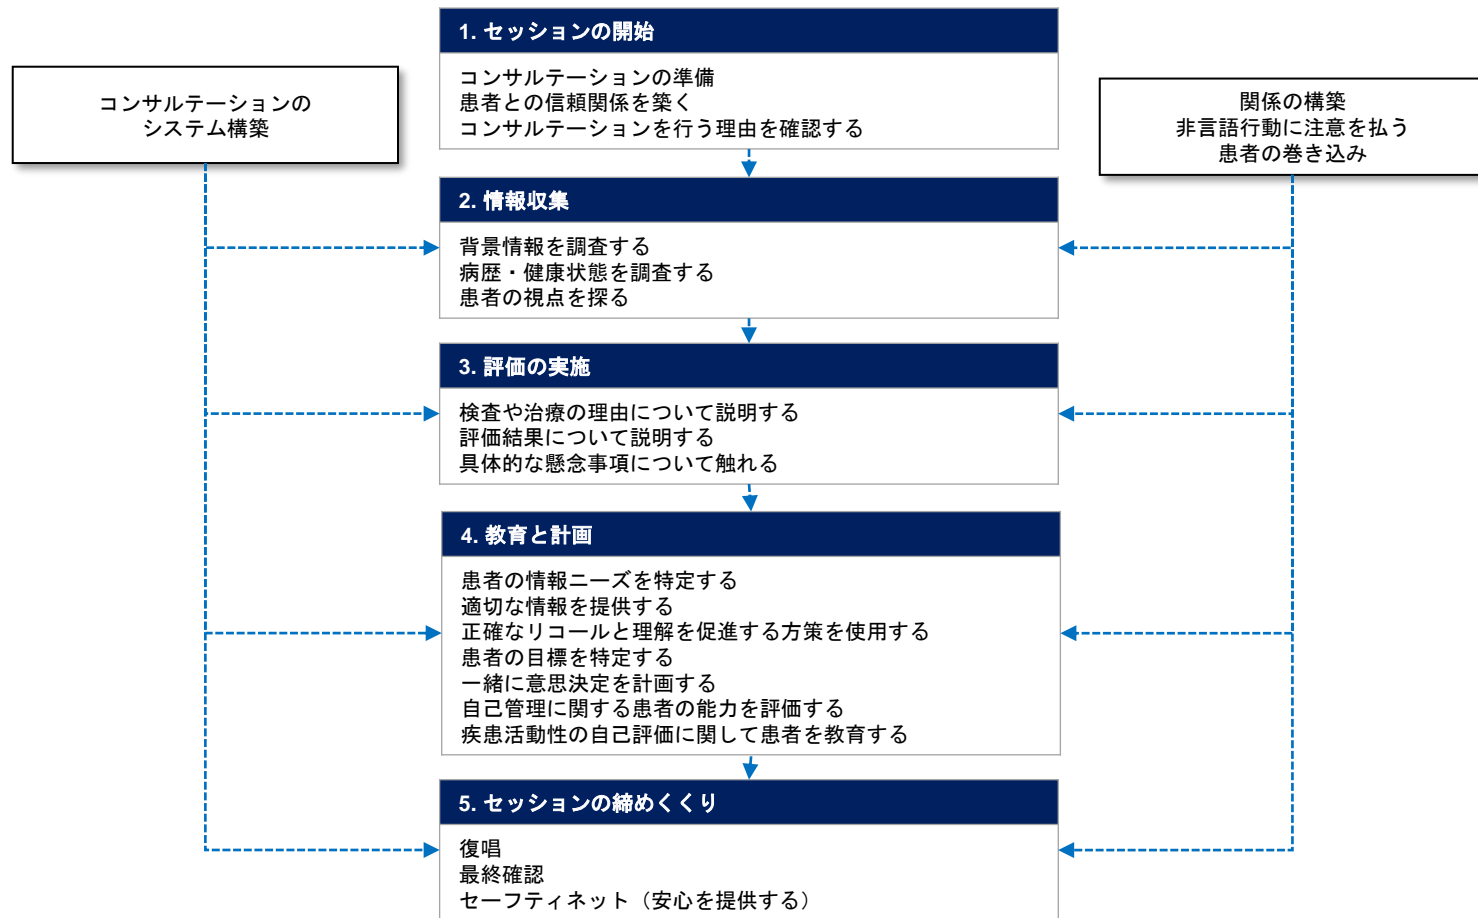 1. セッションの開始
コンサルテーションの準備
患者との信頼関係を築く
コンサルテーションを行う理由を確認する
コンサルテーションの
システム構築
関係の構築
非言語行動に注意を払う
患者の巻き込み
2. 情報収集
背景情報を調査する
病歴・健康状態を調査する
患者の視点を探る
3. 評価の実施
検査や治療の理由について説明する
評価結果について説明する
具体的な懸念事項について触れる
4. 教育と計画
患者の情報ニーズを特定する
適切な情報を提供する
正確なリコールと理解を促進する方策を使用する
患者の目標を特定する
一緒に意思決定を計画する
自己管理に関する患者の能力を評価する
疾患活動性の自己評価に関して患者を教育する
5. セッションの締めくくり
復唱
最終確認
セーフティネット（安心を提供する）